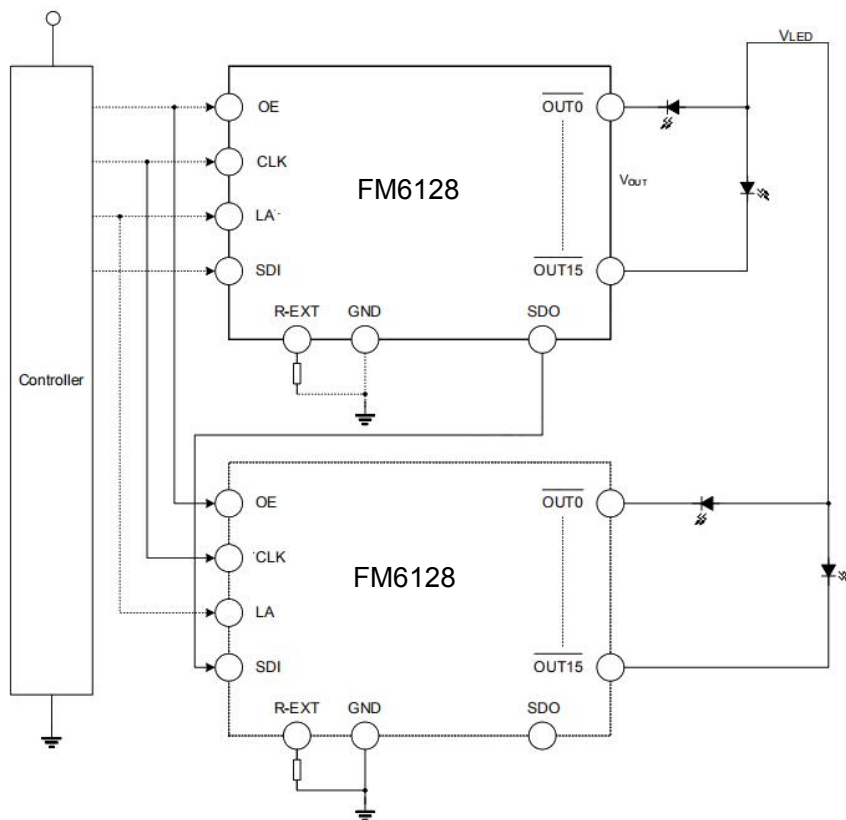 VLED
OE
OUT0
CLK
FM6128
VOUT
LA
SDI
OUT15
R-EXT GND SDO
Controller
OE
OUT0
CLK
FM6128
LA
SDI
OUT15
R-EXT GND SDO